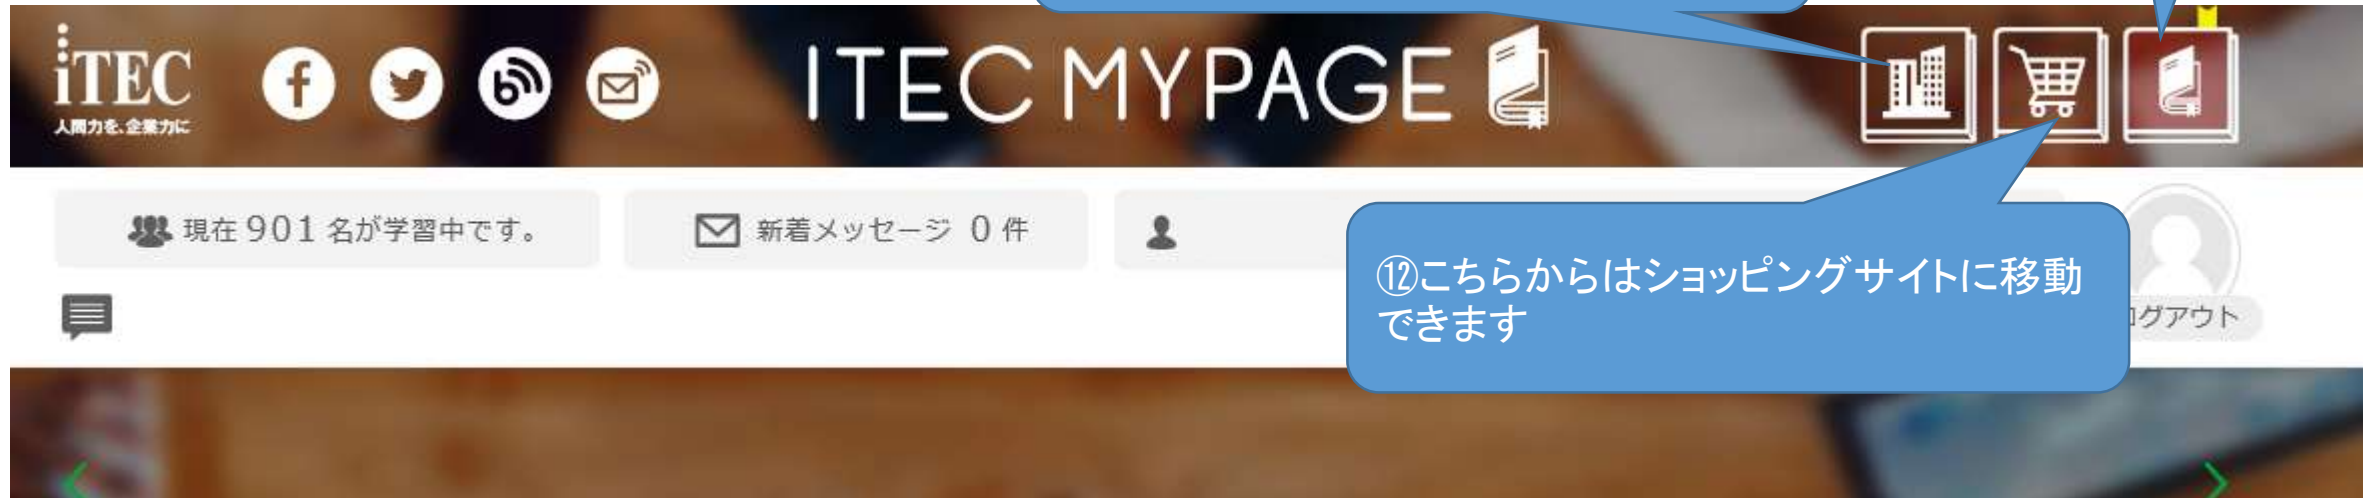 iTEC
人間力を、企業力に
ITEC MYPAGE
現在 901 名が学習中です。
新着メッセージ 0 件
⑫こちらからはショッピングサイトに移動
できます
ログアウト